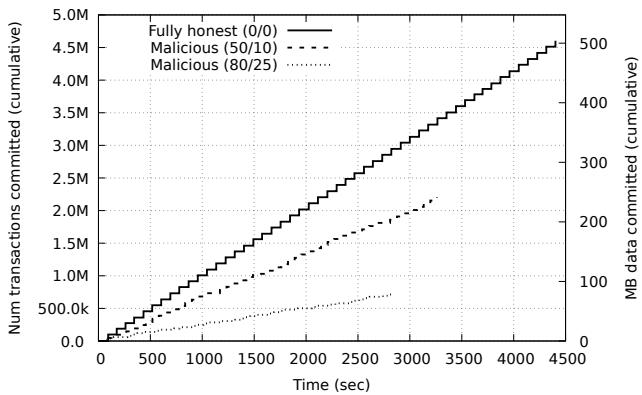 Num transactions committed (cumulative)
5.0M
4.5M
4.0M
3.5M
3.0M
2.5M
2.0M
1.5M
1.0M
500.0k
0.0
Fully honest (0/0)
Malicious (50/10)
Malicious (80/25)
500
400
300
200
100
0
MB data committed (cumulative)
0 500 1000 1500 2000 2500 3000 3500 4000 4500
Time (sec)